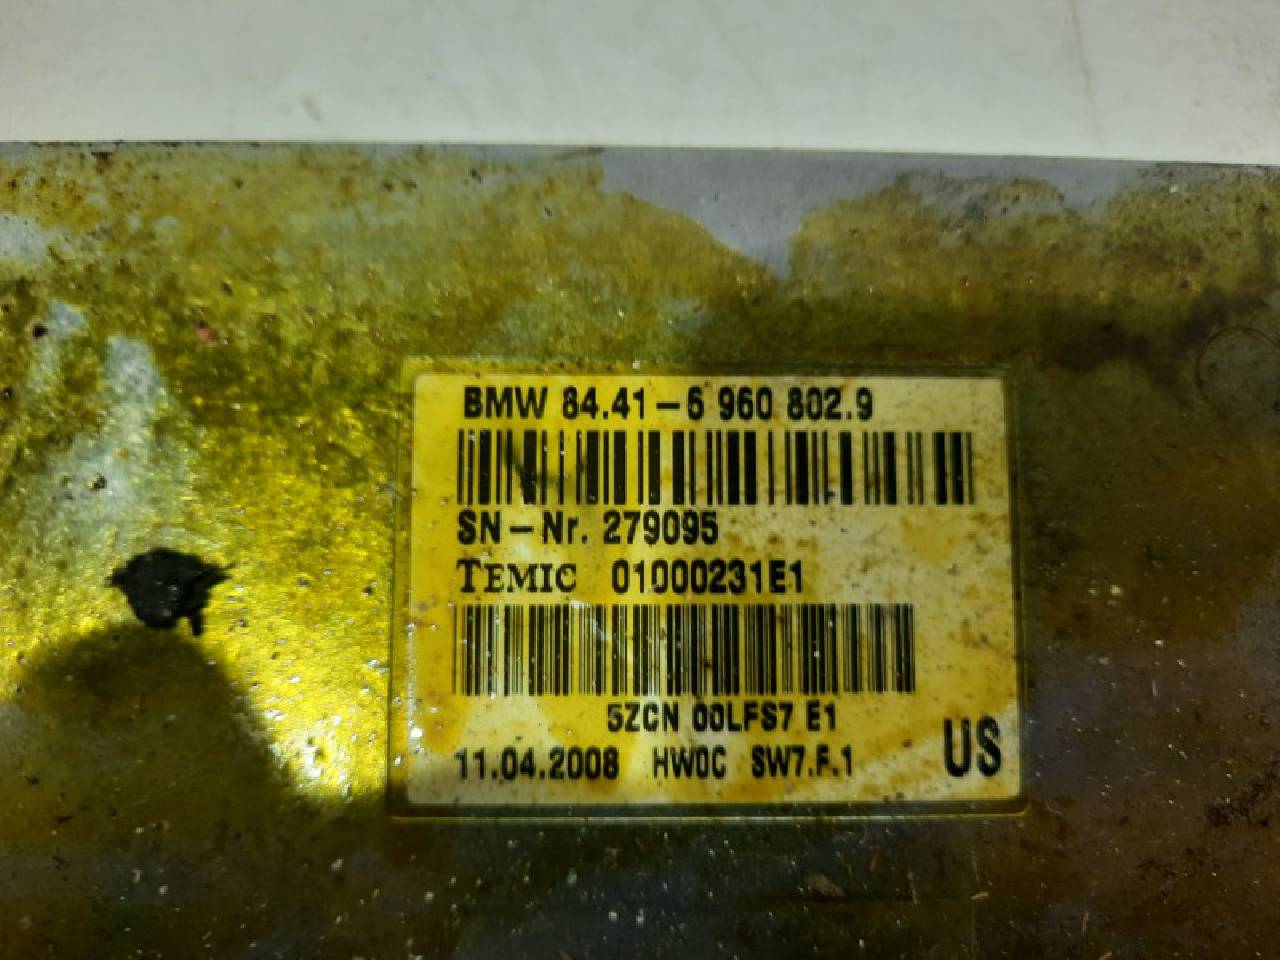 BMW 84.41-6 960 802.9
SN-Nr. 279095
TEMIC 01000231E1
5ZCN 00LFS7 E1
11.04.2008 HW0C SW7.F.1 US